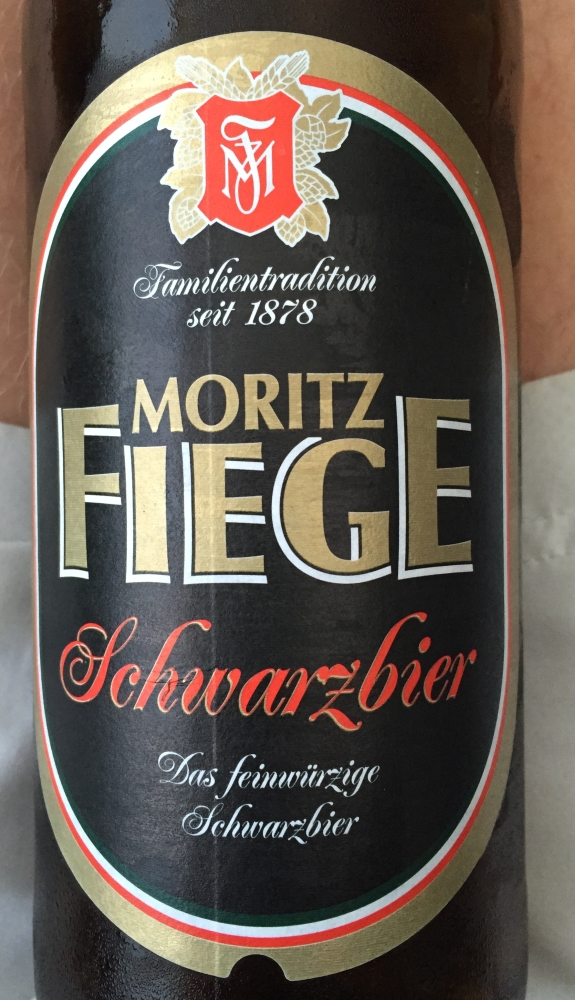 Familientradition
seit 1878
MORITZ
FIEGE
Schwarzbier
Das feinwürzige
Schwarzbier